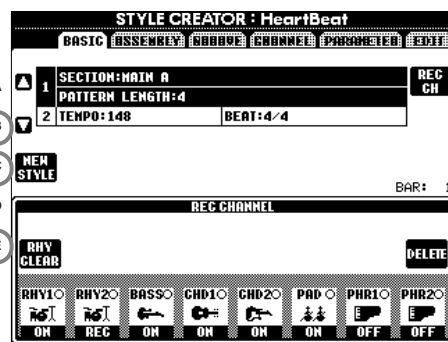 STYLE CREATOR : HeartBeat
BASIC ASSEMBLY GROOVE CHANNEL PARAMETER EDIT
1 SECTION:MAIN A
PATTERN LENGTH:4
2 TEMPO:148 BEAT:4/4
REC CH
NEW STYLE
BAR: 1
REC CHANNEL
RHY CLEAR
DELETE
RHY1 RHY2 BASS CHD1 CHD2 PAD PHR1 PHR2
ON REC ON ON ON ON OFF OFF